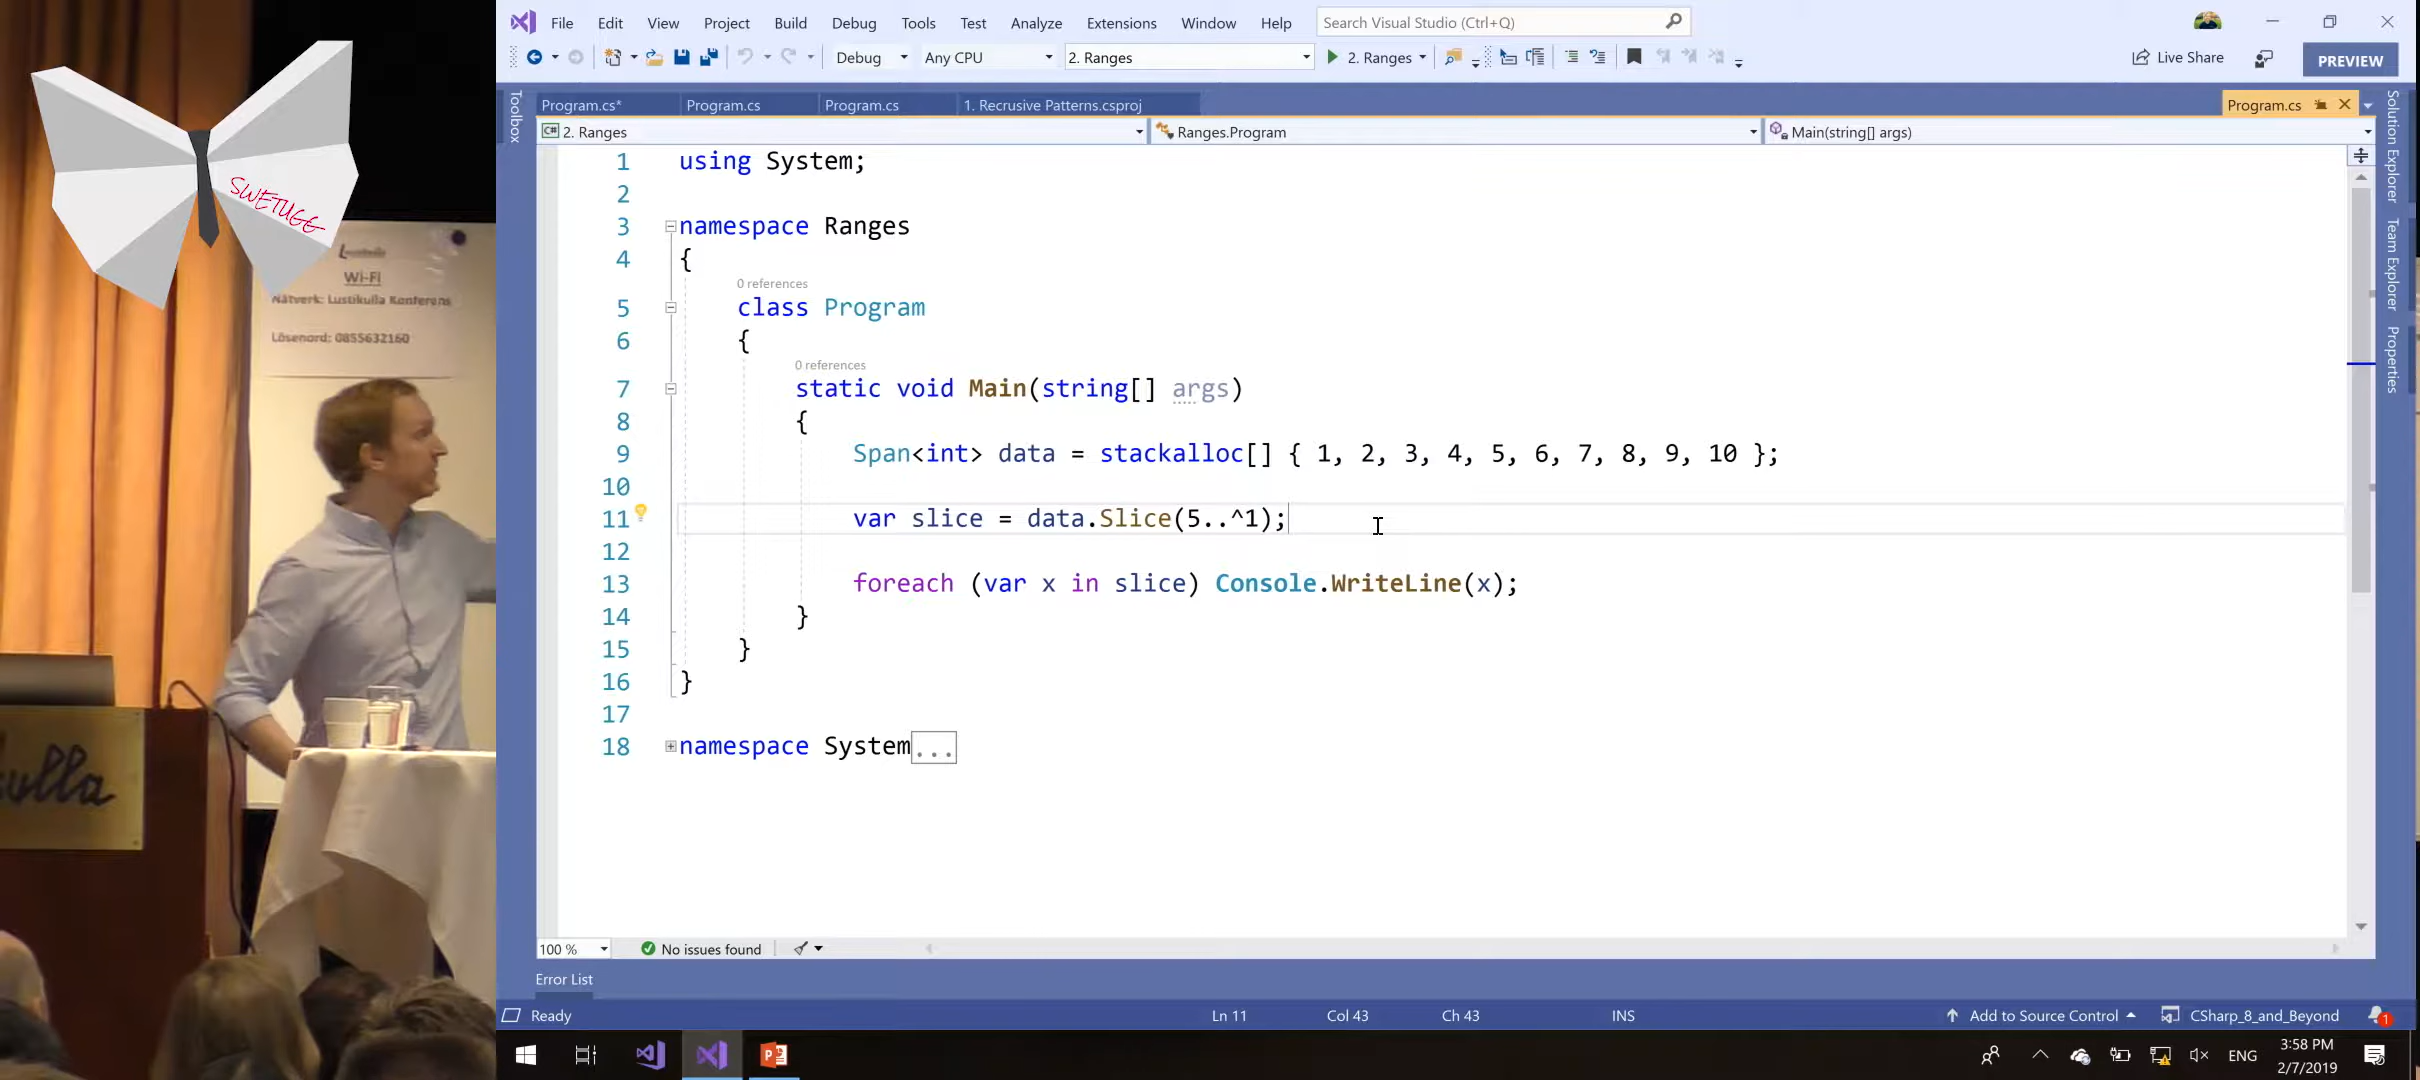 SWETUGG
Wi-Fi
Nätverk: Lustikulla Konferens
Lösenord: 0855632160
File Edit View Project Build Debug Tools Test Analyze Extensions Window Help Search Visual Studio (Ctrl+Q)
Debug Any CPU 2. Ranges 2. Ranges Live Share PREVIEW
Toolbox
Program.cs* Program.cs Program.cs 1. Recrusive Patterns.csproj Program.cs
C# 2. Ranges Ranges.Program Main(string[] args)
1 using System;
2
3 namespace Ranges
4 {
0 references
5 class Program
6 {
0 references
7 static void Main(string[] args)
8 {
9 Span<int> data = stackalloc[] { 1, 2, 3, 4, 5, 6, 7, 8, 9, 10 };
10
11 var slice = data.Slice(5..^1);
12
13 foreach (var x in slice) Console.WriteLine(x);
14 }
15 }
16 }
17
18 namespace System...
Solution Explorer
Team Explorer
Properties
100 % No issues found
Error List
Ready Ln 11 Col 43 Ch 43 INS Add to Source Control CSharp_8_and_Beyond 1
ENG 3:58 PM
2/7/2019